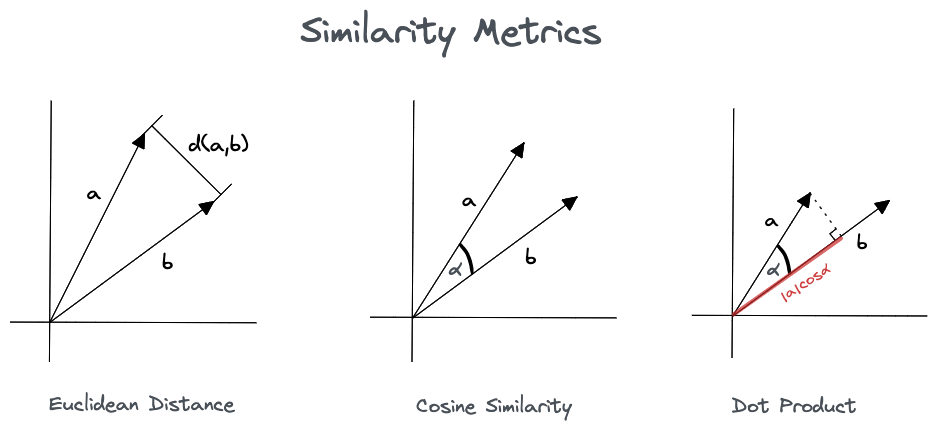 Similarity Metrics
a
d(a,b)
b
Euclidean Distance
a
α
b
Cosine Similarity
a
α
b
|a|cosα
Dot Product